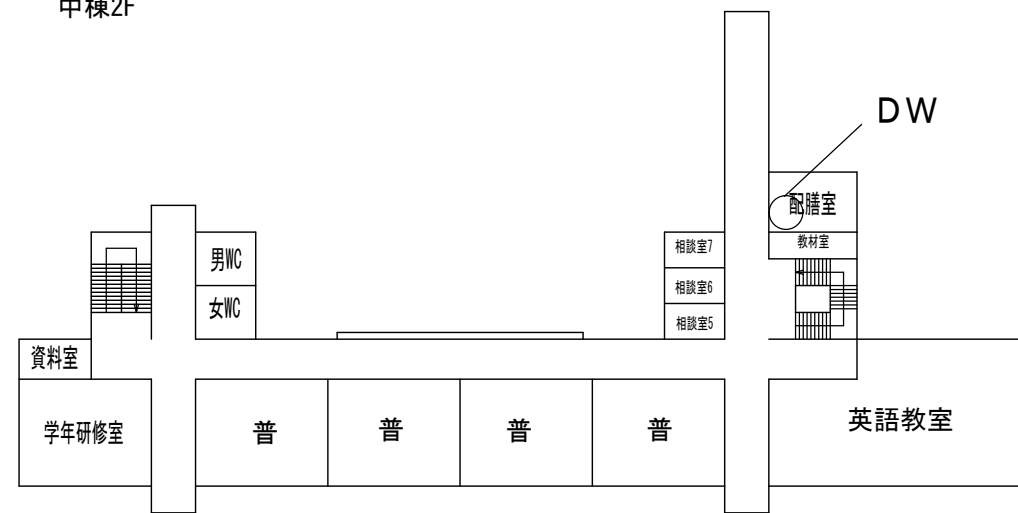 中棟2F
DW
配膳室
教材室
相談室7
相談室6
相談室5
男WC
女WC
資料室
学年研修室
普
普
普
普
英語教室